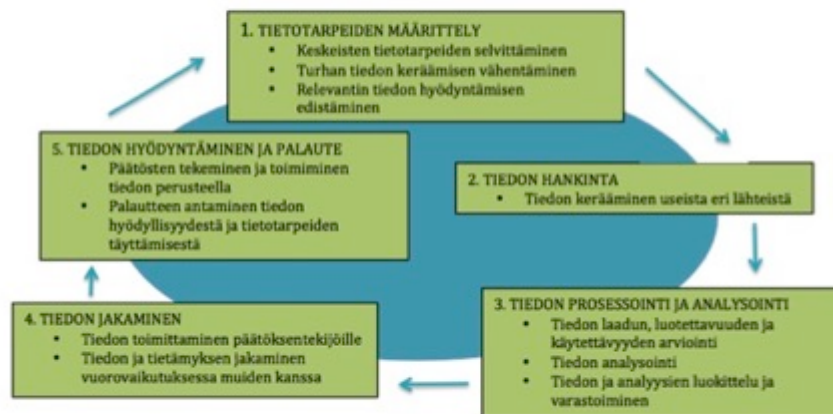 1. TIETOTARPEIDEN MÄÄRITTELY
• Keskeisten tietotarpeiden selvittäminen
• Turhan tiedon keräämisen vähentäminen
• Relevantin tiedon hyödyntämisen
edistäminen
2. TIEDON HANKINTA
• Tiedon kerääminen useista eri lähteistä
3. TIEDON PROSESSOINTI JA ANALYSOINTI
• Tiedon laadun, luotettavuuden ja
käytettävyyden arviointi
• Tiedon analysointi
• Tiedon ja analyysien luokittelu ja
varastoiminen
4. TIEDON JAKAMINEN
• Tiedon toimittaminen päätöksentekijöille
• Tiedon ja tietämyksen jakaminen
vuorovaikutuksessa muiden kanssa
5. TIEDON HYÖDYNTÄMINEN JA PALAUTE
• Päätösten tekeminen ja toimiminen
tiedon perusteella
• Palautteen antaminen tiedon
hyödyllisyydestä ja tietotarpeiden
täyttämisestä